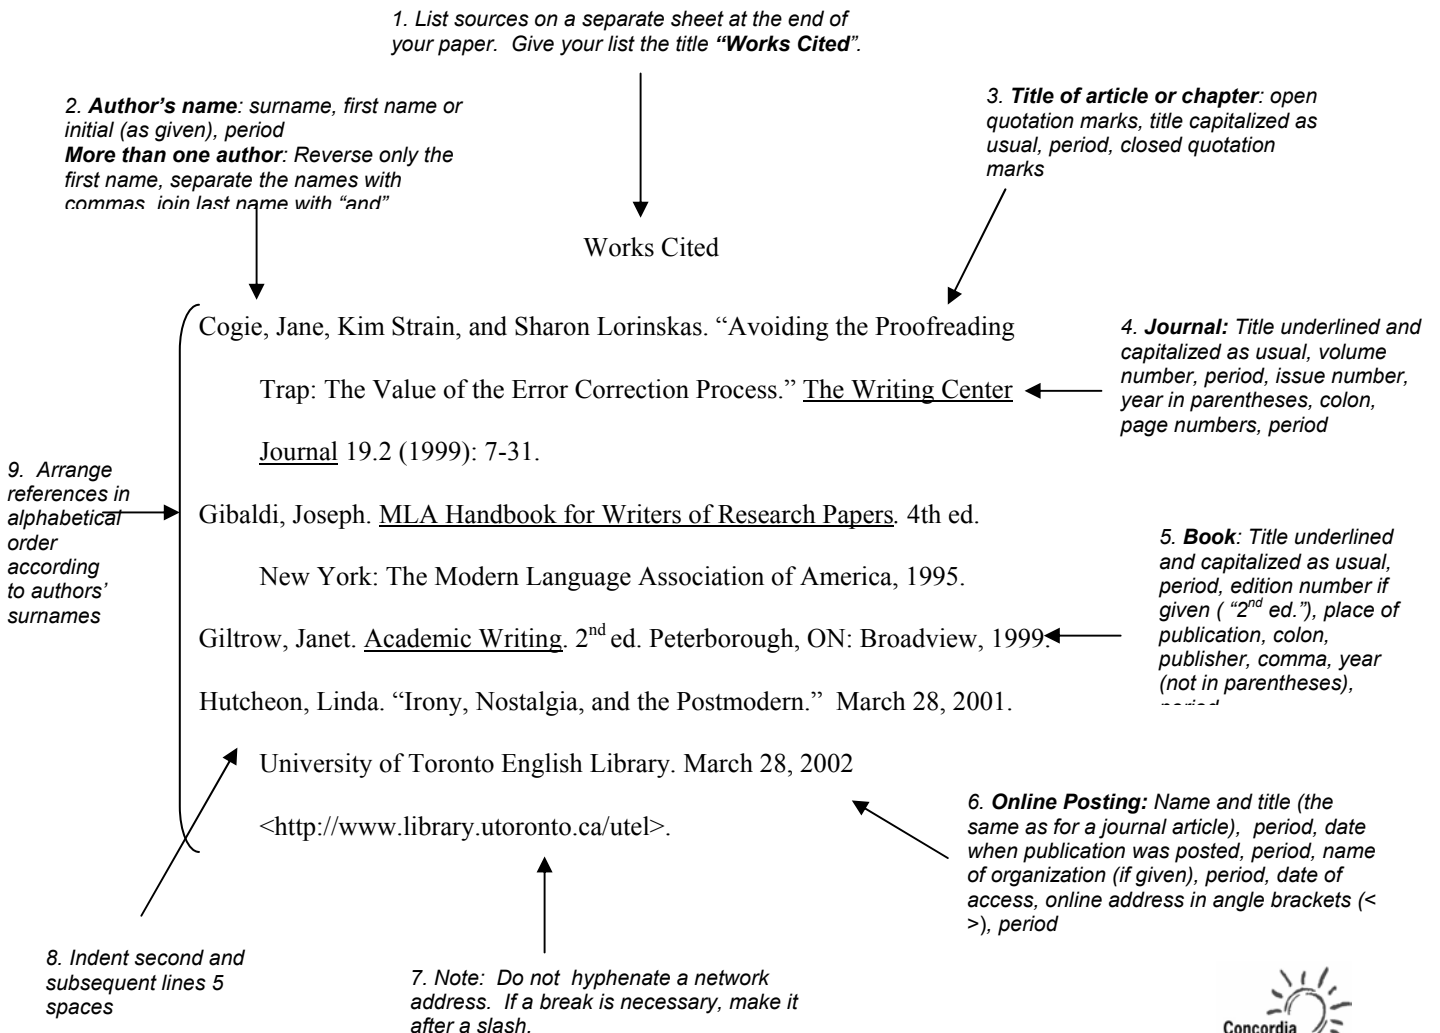 1. List sources on a separate sheet at the end of
your paper. Give your list the title “Works Cited”.
2. Author's name: surname, first name or
initial (as given), period
More than one author: Reverse only the
first name, separate the names with
commas, join last name with “and”
3. Title of article or chapter: open
quotation marks, title capitalized as
usual, period, closed quotation
marks
Works Cited
Cogie, Jane, Kim Strain, and Sharon Lorinskas. “Avoiding the Proofreading
Trap: The Value of the Error Correction Process.” The Writing Center
Journal 19.2 (1999): 7-31.
4. Journal: Title underlined and
capitalized as usual, volume
number, period, issue number,
year in parentheses, colon,
page numbers, period
9. Arrange
references in
alphabetical
order
according
to authors’
surnames
Gibaldi, Joseph. MLA Handbook for Writers of Research Papers. 4th ed.
New York: The Modern Language Association of America, 1995.
Giltrow, Janet. Academic Writing. 2nd ed. Peterborough, ON: Broadview, 1999.
5. Book: Title underlined
and capitalized as usual,
period, edition number if
given ( “2nd ed.”), place of
publication, colon,
publisher, comma, year
(not in parentheses),
period
Hutcheon, Linda. “Irony, Nostalgia, and the Postmodern.” March 28, 2001.
University of Toronto English Library. March 28, 2002
<http://www.library.utoronto.ca/utel>.
6. Online Posting: Name and title (the
same as for a journal article), period, date
when publication was posted, period, name
of organization (if given), period, date of
access, online address in angle brackets (<
>), period
8. Indent second and
subsequent lines 5
spaces
7. Note: Do not hyphenate a network
address. If a break is necessary, make it
after a slash.
Concordia